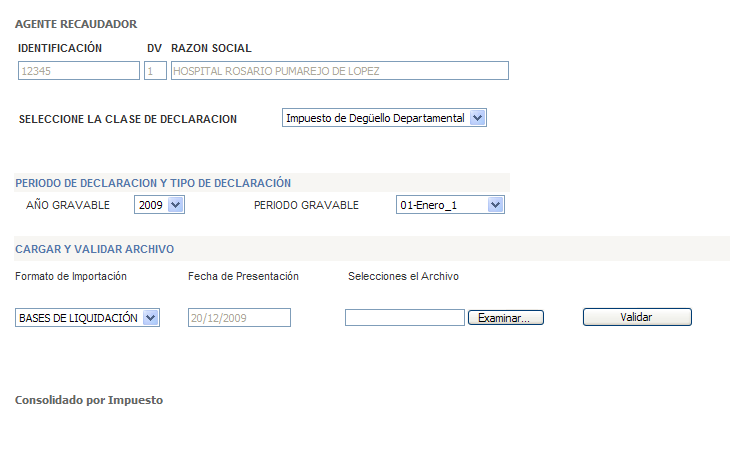 AGENTE RECAUDADOR
IDENTIFICACIÓN DV RAZON SOCIAL
12345 1 HOSPITAL ROSARIO PUMAREJO DE LOPEZ
SELECCIONE LA CLASE DE DECLARACION Impuesto de Degüello Departamental
PERIODO DE DECLARACION Y TIPO DE DECLARACIÓN
AÑO GRAVABLE 2009 PERIODO GRAVABLE 01-Enero_1
CARGAR Y VALIDAR ARCHIVO
Formato de Importación Fecha de Presentación Selecciones el Archivo
BASES DE LIQUIDACIÓN 20/12/2009 Examinar... Validar
Consolidado por Impuesto